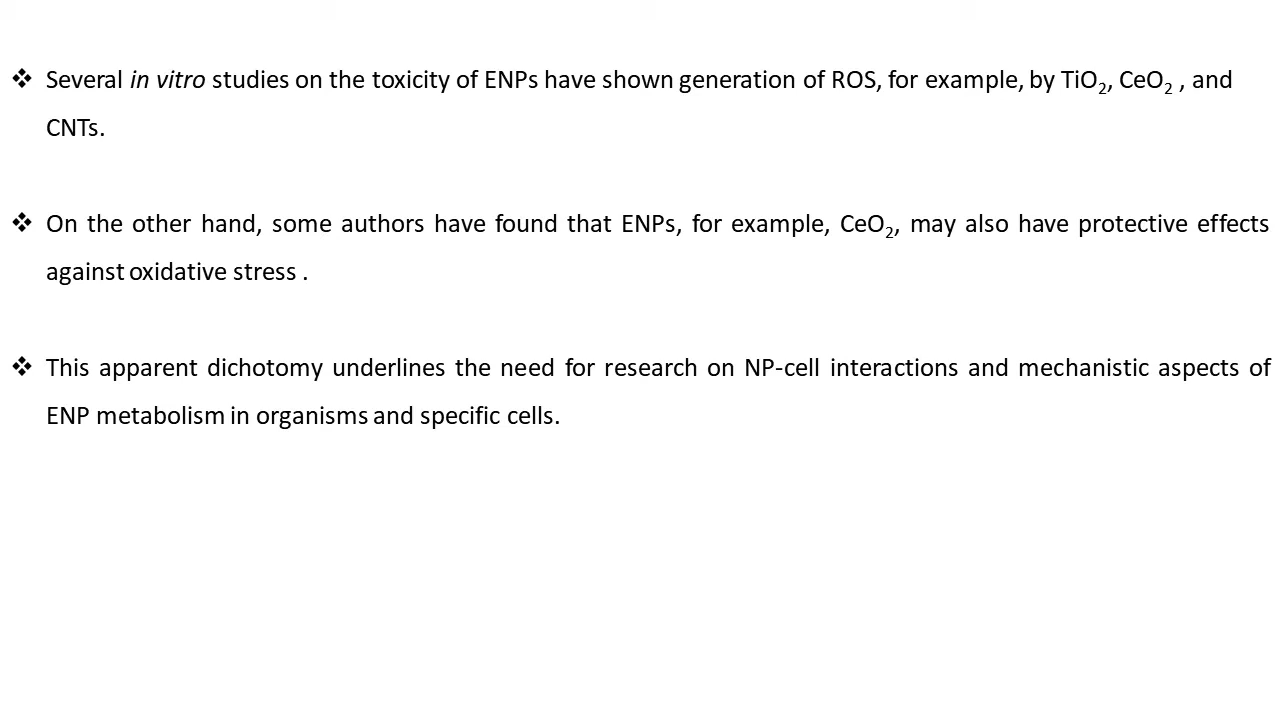 ❖ Several in vitro studies on the toxicity of ENPs have shown generation of ROS, for example, by TiO₂, CeO₂ , and
CNTs.
❖ On the other hand, some authors have found that ENPs, for example, CeO₂, may also have protective effects
against oxidative stress .
❖ This apparent dichotomy underlines the need for research on NP-cell interactions and mechanistic aspects of
ENP metabolism in organisms and specific cells.